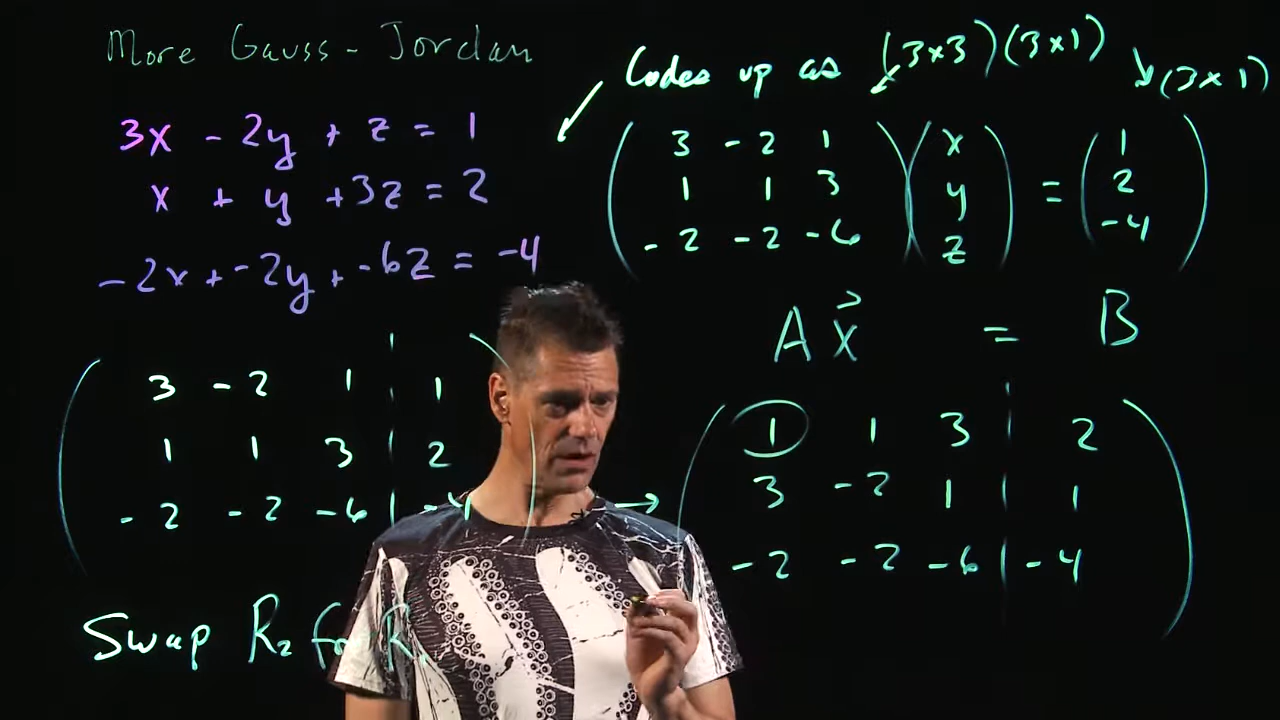 More Gauss-Jordan
Codes up as (3x3)(3x1)
(3x1)
3x - 2y + z = 1
x + y +3z = 2
-2x + -2y + -6z = -4
3 -2 1 x 1
1 1 3 y = 2
-2 -2 -6 z -4
A x⃗ = B
3 -2 1 1
1 1 3 2
-2 -2 -6 -4
→
1 1 3 2
3 -2 1 1
-2 -2 -6 -4
Swap R₂ for R₁